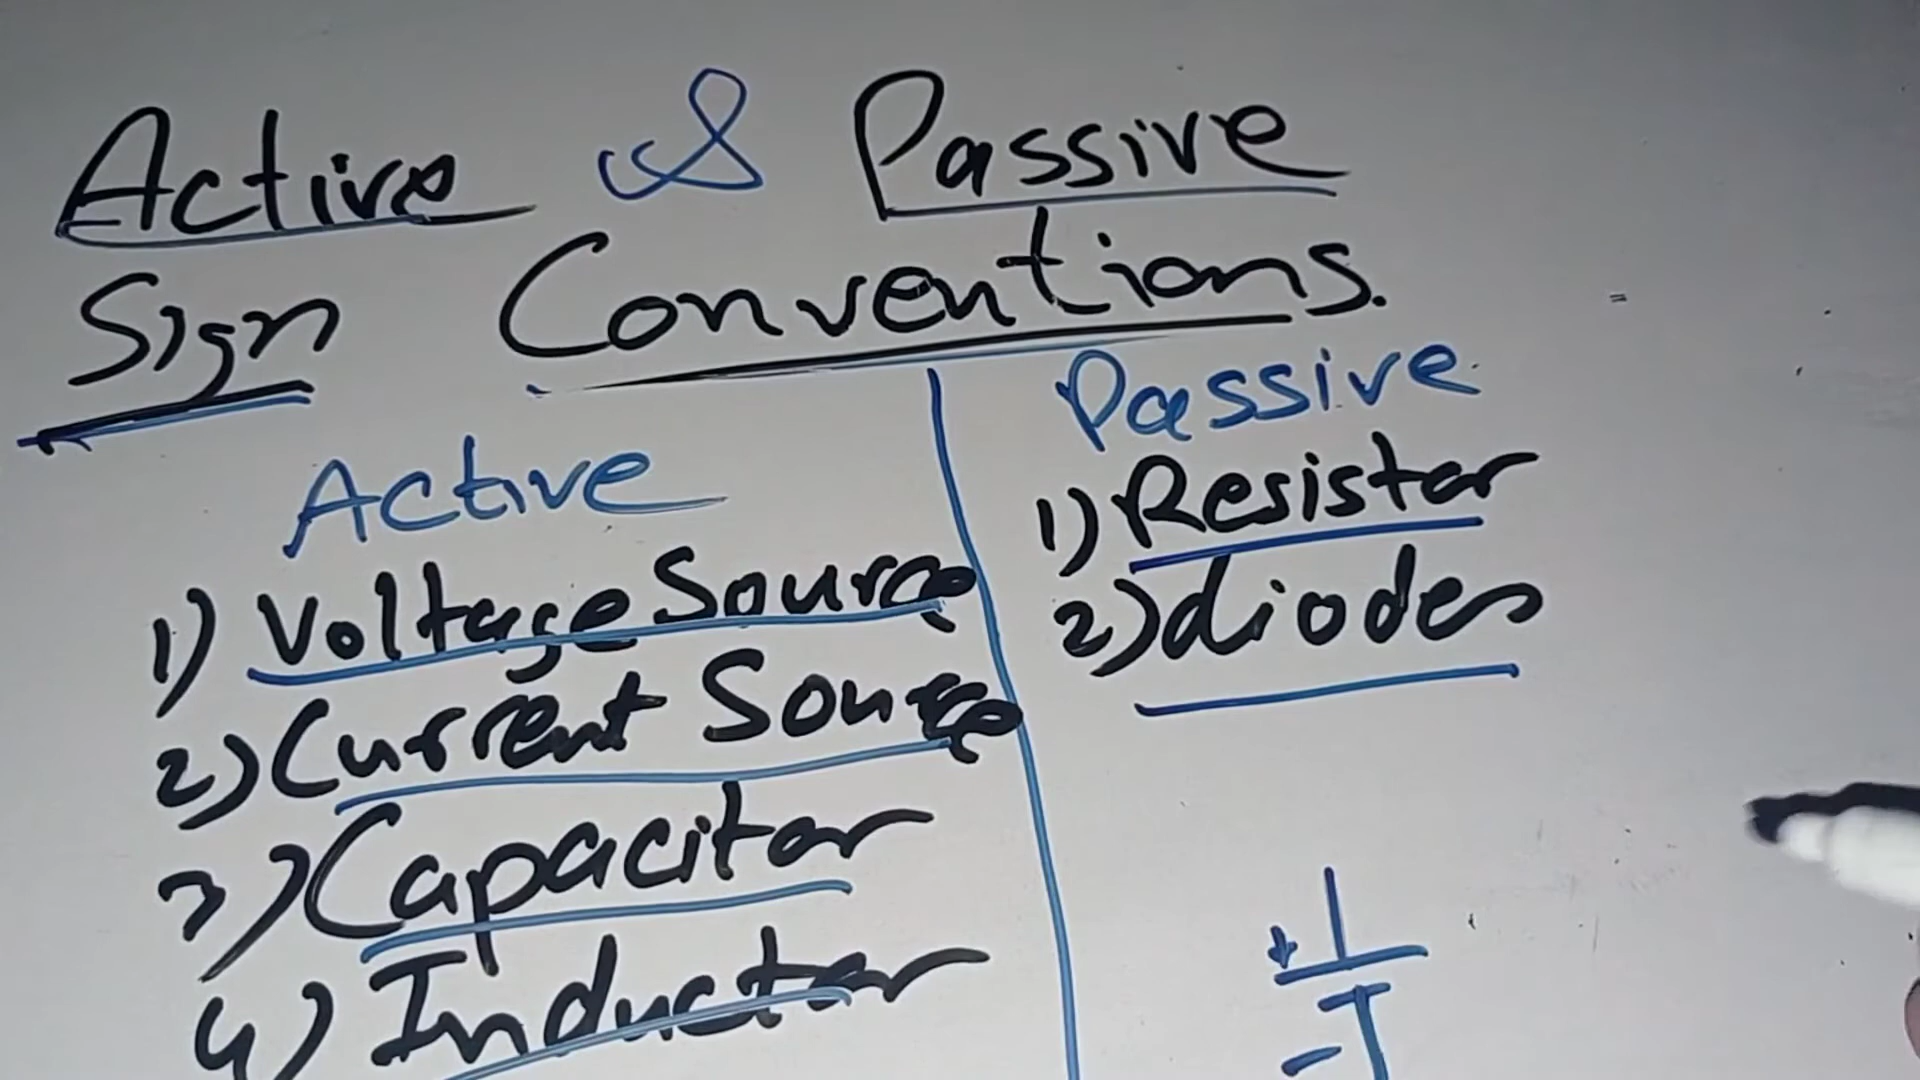 Active & Passive
Sign Conventions.
Active
1) Voltage Source
2) Current Source
3) Capacitor
4) Inductor
Passive
1) Resistor
2) diodes
+
-